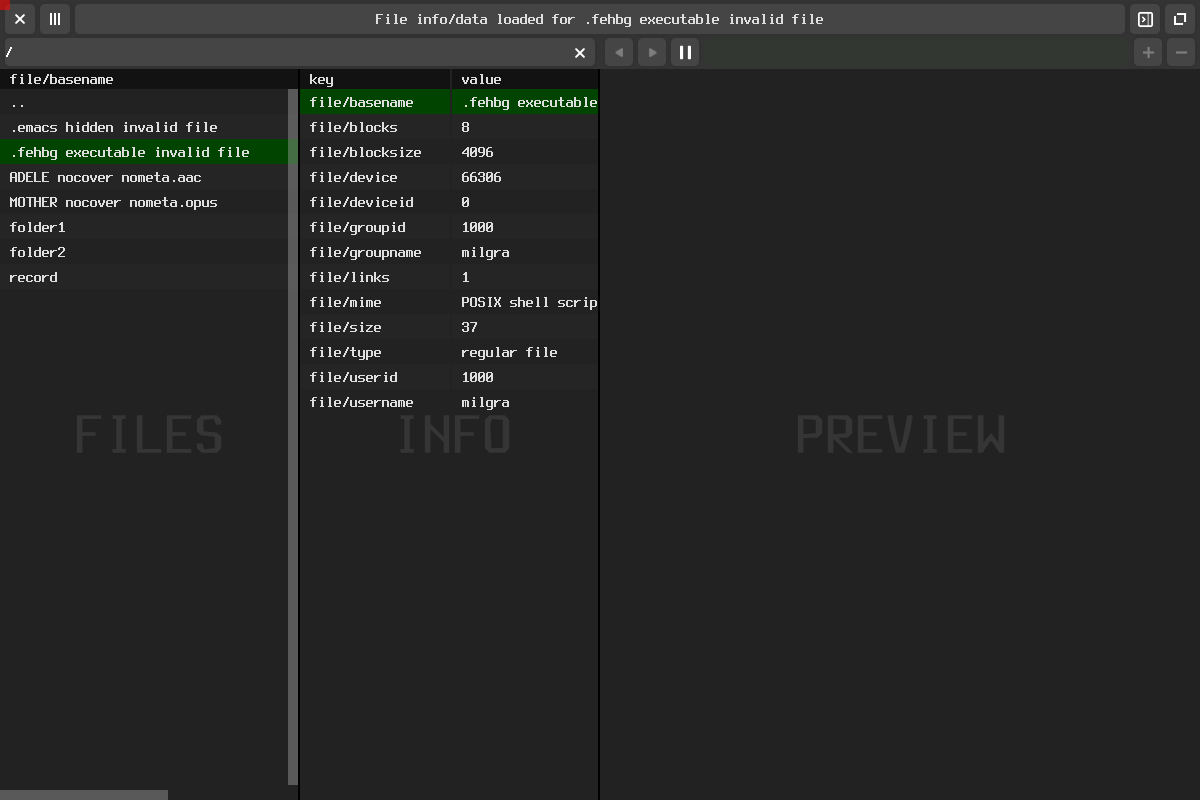 File info/data loaded for .fehbg executable invalid file
/
file/basename
..
.emacs hidden invalid file
.fehbg executable invalid file
ADELE nocover nometa.aac
MOTHER nocover nometa.opus
folder1
folder2
record
FILES
key value
file/basename .fehbg executable
file/blocks 8
file/blocksize 4096
file/device 66306
file/deviceid 0
file/groupid 1000
file/groupname milgra
file/links 1
file/mime POSIX shell scrip
file/size 37
file/type regular file
file/userid 1000
file/username milgra
INFO
PREVIEW